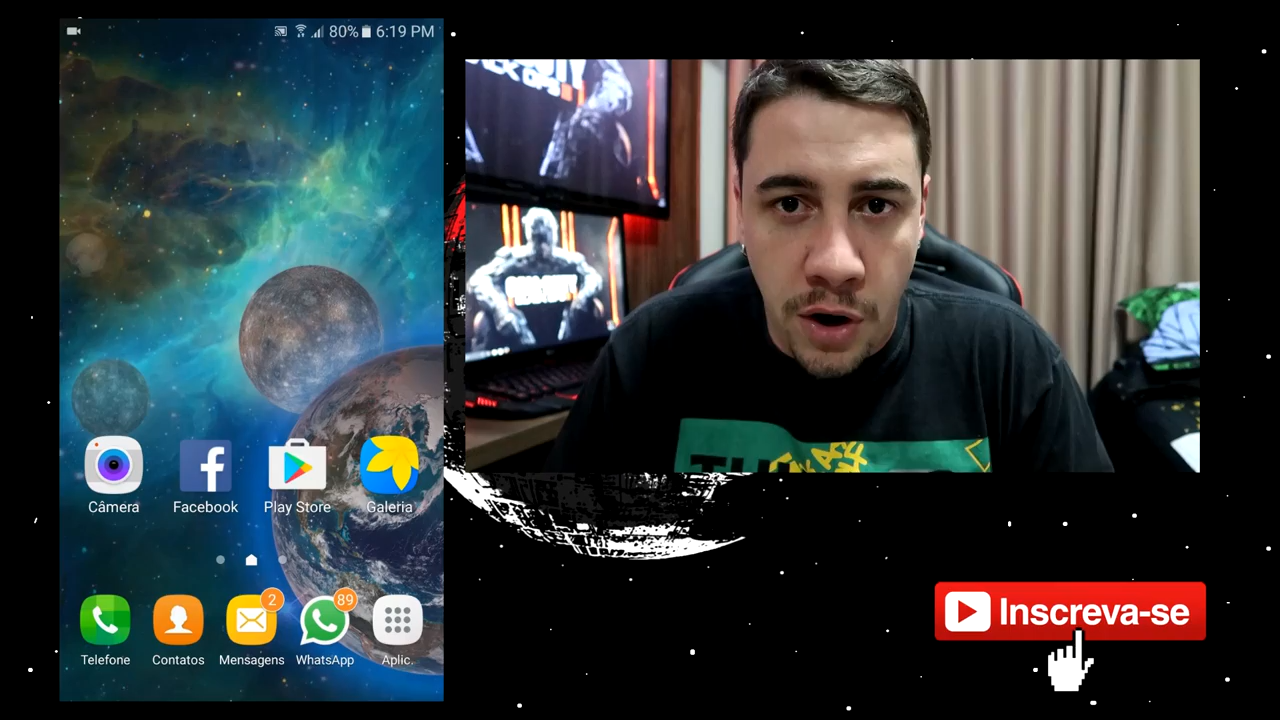 80% 6:19 PM
Câmera
Facebook
Play Store
Galeria
2
89
Telefone
Contatos
Mensagens
WhatsApp
Aplic.
Inscreva-se